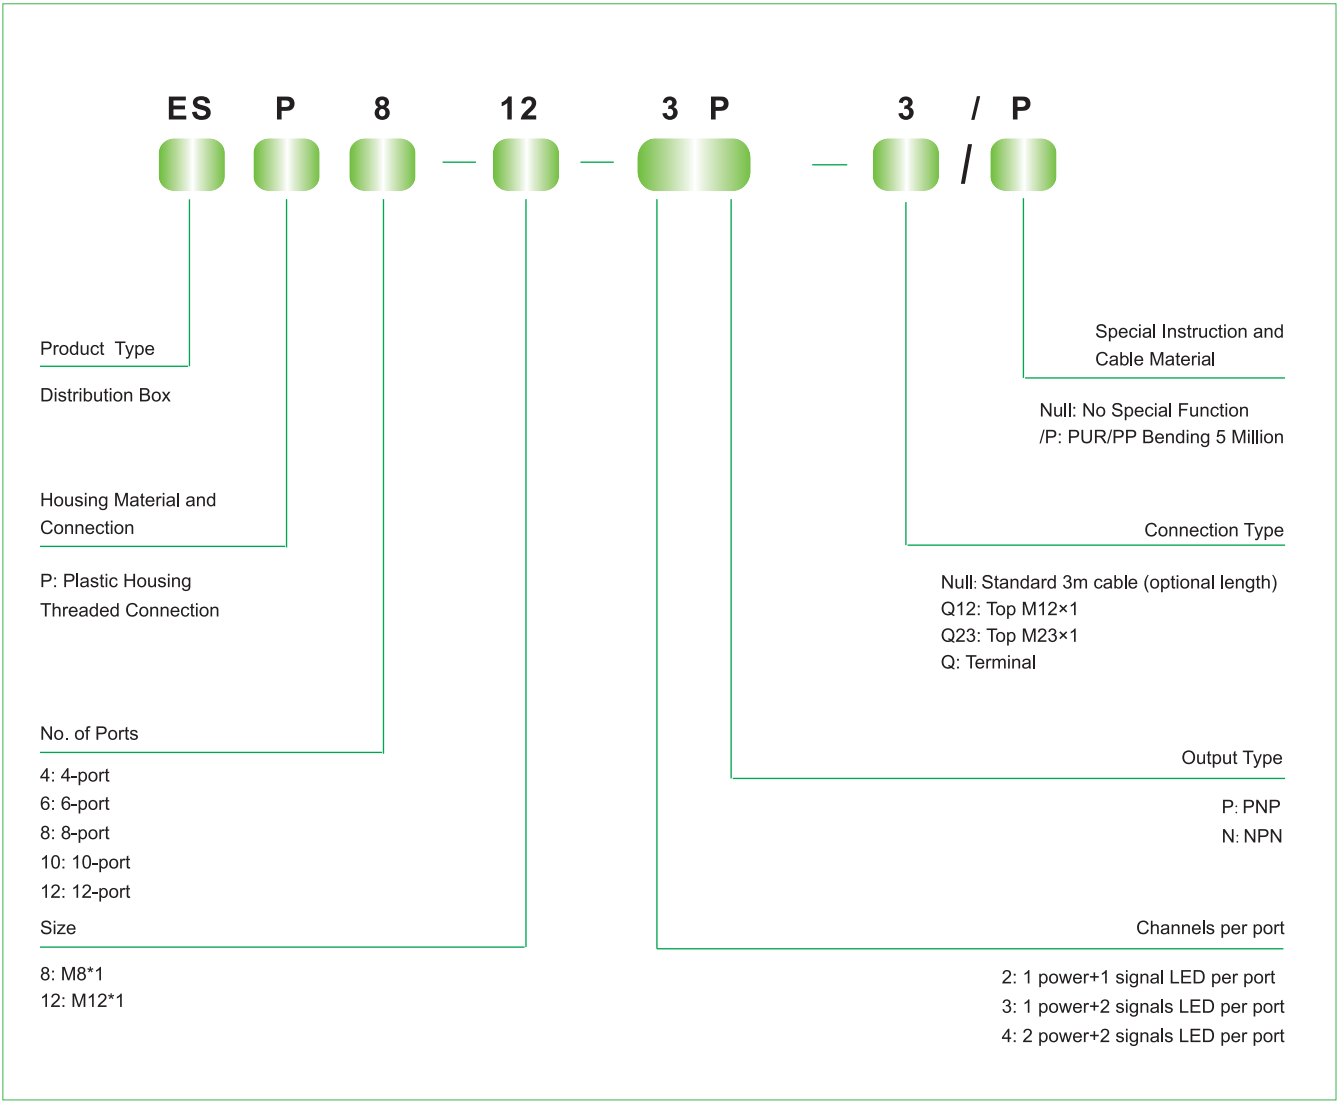 ES P 8 12 3 P 3 / P
— — — /
Product Type
Distribution Box
Housing Material and
Connection
P: Plastic Housing
Threaded Connection
No. of Ports
4: 4-port
6: 6-port
8: 8-port
10: 10-port
12: 12-port
Size
8: M8*1
12: M12*1
Special Instruction and
Cable Material
Null: No Special Function
/P: PUR/PP Bending 5 Million
Connection Type
Null: Standard 3m cable (optional length)
Q12: Top M12×1
Q23: Top M23×1
Q: Terminal
Output Type
P: PNP
N: NPN
Channels per port
2: 1 power+1 signal LED per port
3: 1 power+2 signals LED per port
4: 2 power+2 signals LED per port